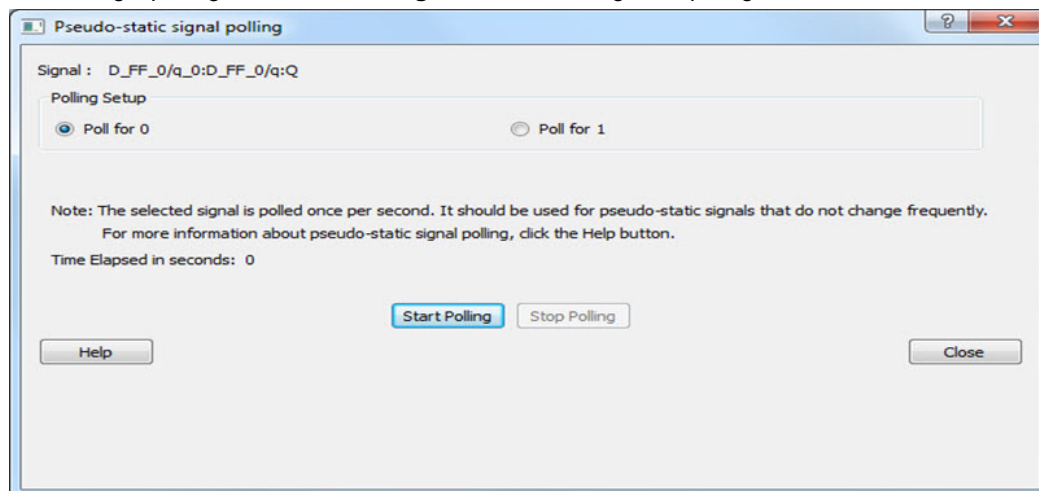 Pseudo-static signal polling
Signal : D_FF_0/q_0:D_FF_0/q:Q
Polling Setup
Poll for 0 Poll for 1
Note: The selected signal is polled once per second. It should be used for pseudo-static signals that do not change frequently.
For more information about pseudo-static signal polling, click the Help button.
Time Elapsed in seconds: 0
Start Polling Stop Polling
Help Close